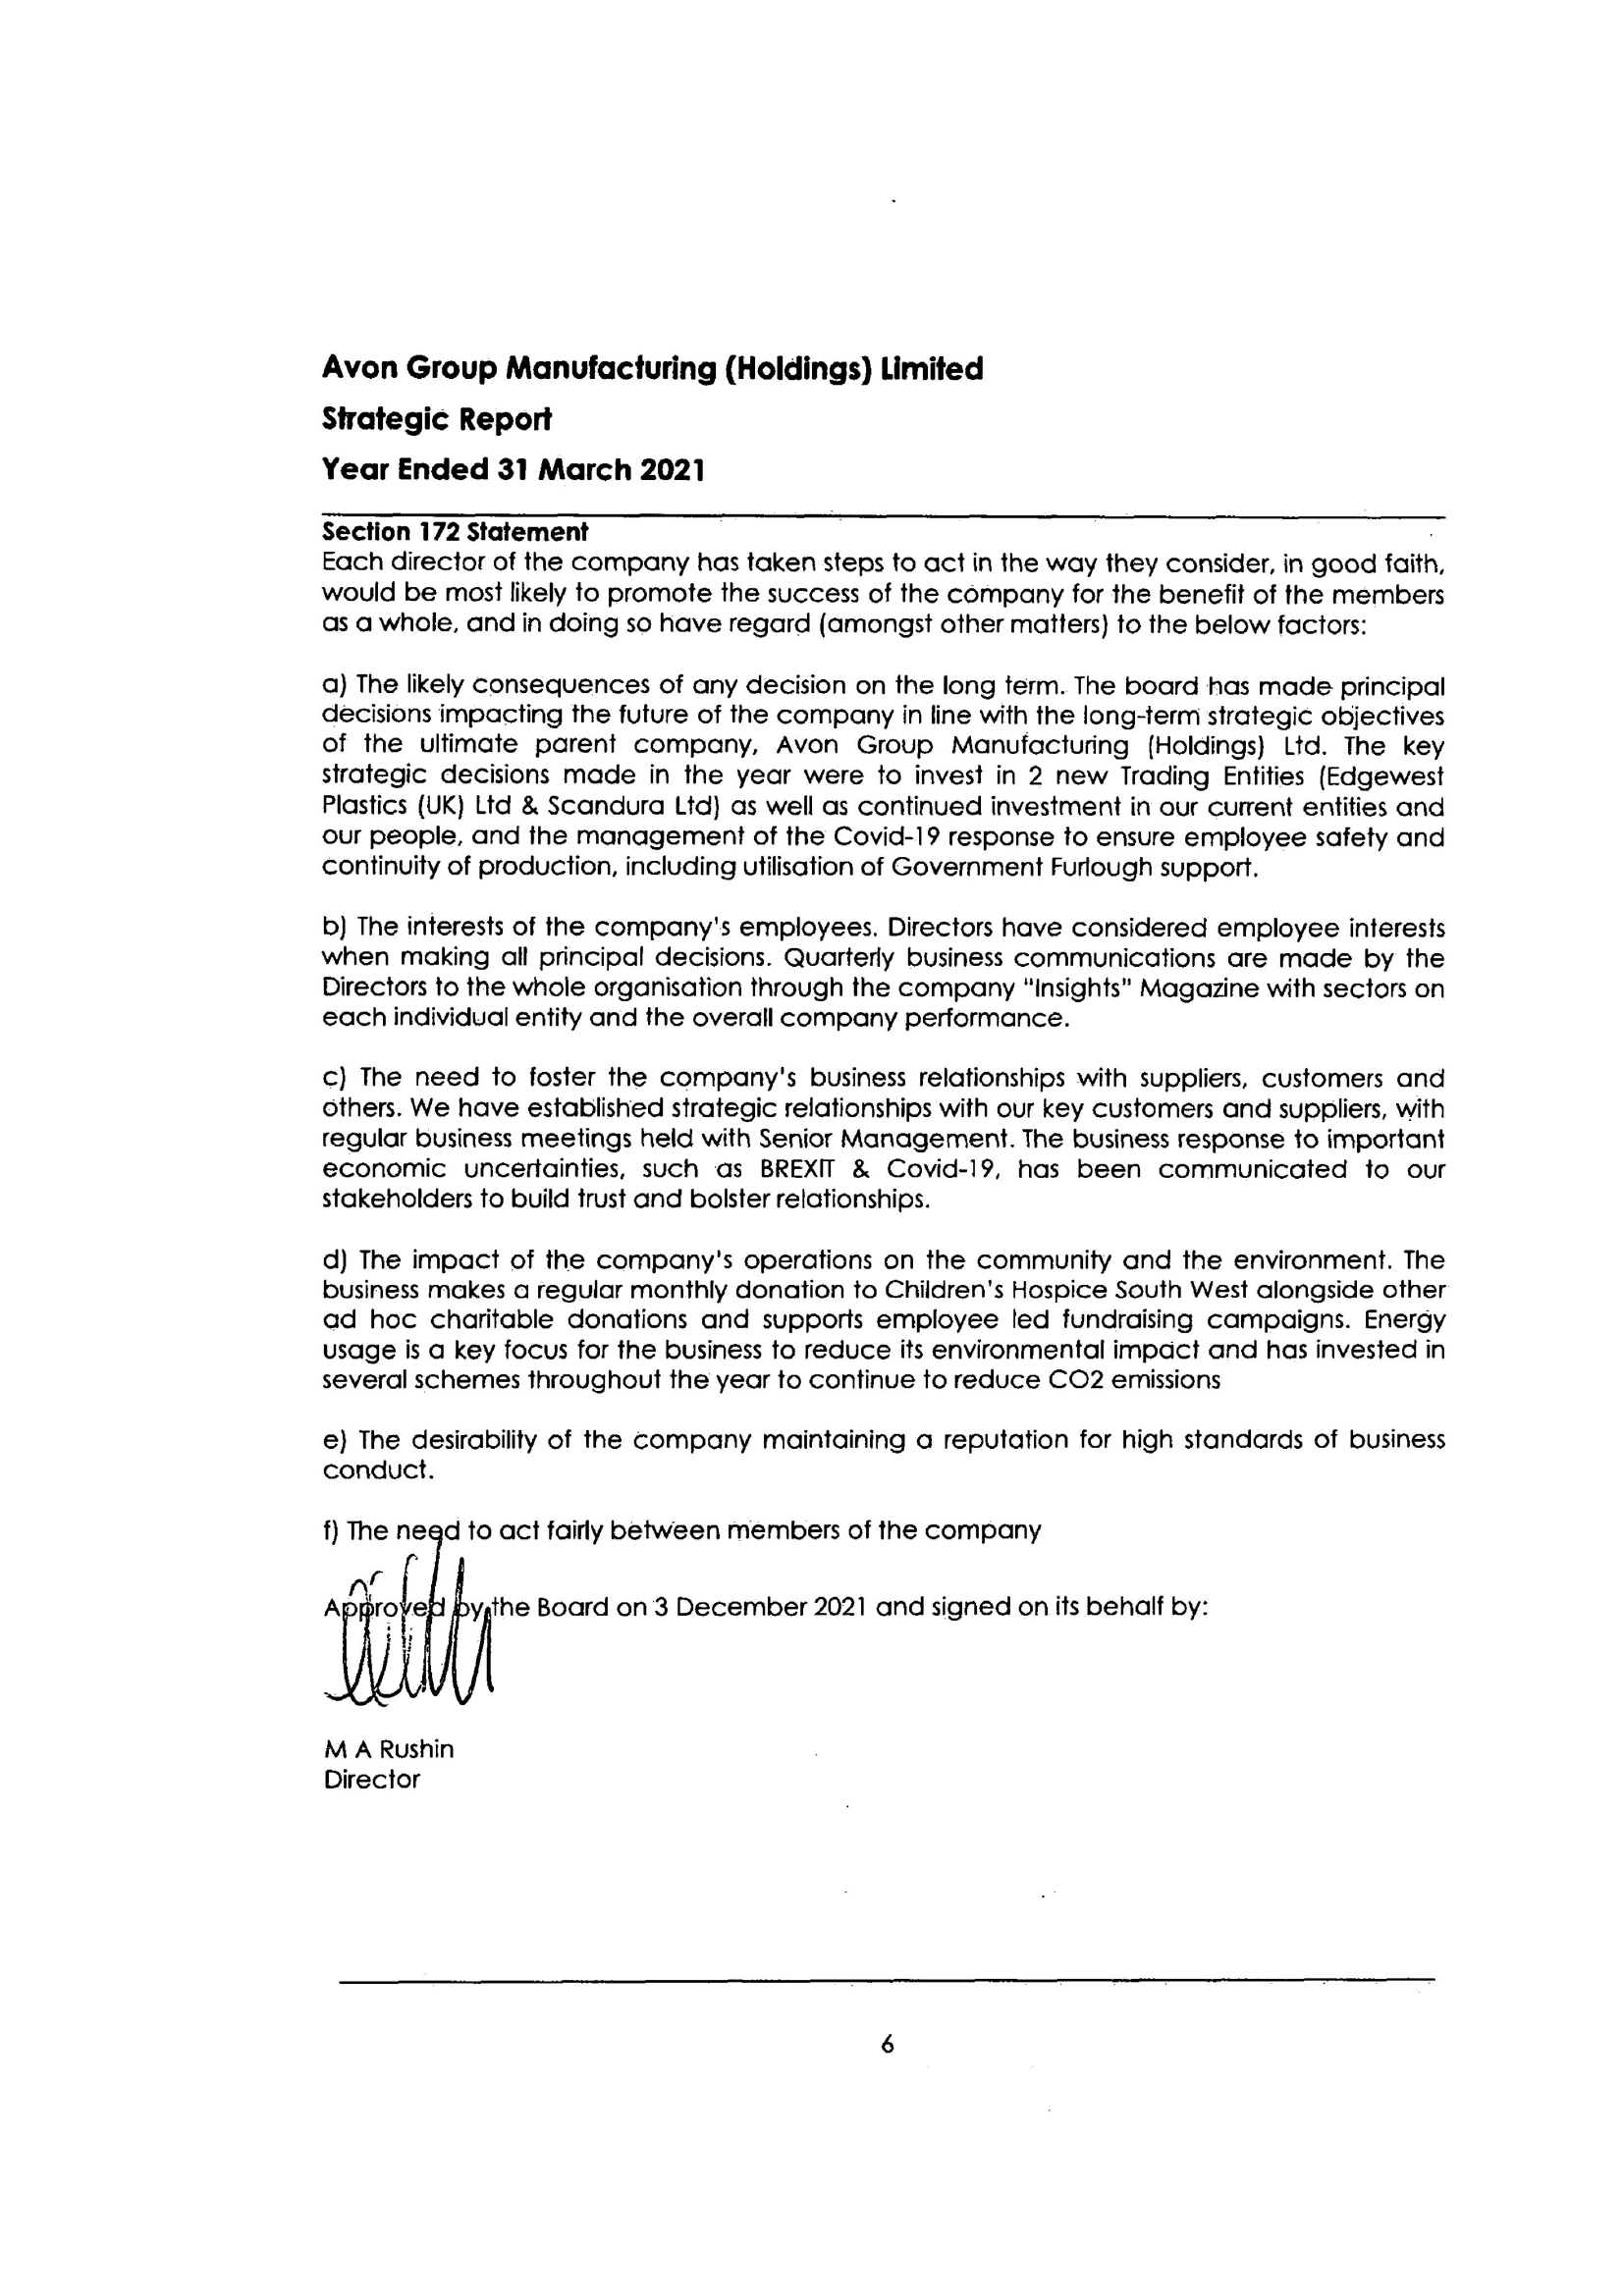 Avon Group Manufacturing (Holdings) Limited
Strategic Report
Year Ended 31 March 2021
Section 172 Statement
Each director of the company has taken steps to act in the way they consider, in good faith,
would be most likely to promote the success of the company for the benefit of the members
as a whole, and in doing so have regard (amongst other matters) to the below factors:
a) The likely consequences of any decision on the long term. The board has made principal
decisions impacting the future of the company in line with the long-term strategic objectives
of the ultimate parent company, Avon Group Manufacturing (Holdings) Ltd. The key
strategic decisions made in the year were to invest in 2 new Trading Entities (Edgewest
Plastics (UK) Ltd & Scandura Ltd) as well as continued investment in our current entities and
our people, and the management of the Covid-19 response to ensure employee safety and
continuity of production, including utilisation of Government Furlough support.
b) The interests of the company's employees. Directors have considered employee interests
when making all principal decisions. Quarterly business communications are made by the
Directors to the whole organisation through the company "Insights" Magazine with sectors on
each individual entity and the overall company performance.
c) The need to foster the company's business relationships with suppliers, customers and
others. We have established strategic relationships with our key customers and suppliers, with
regular business meetings held with Senior Management. The business response to important
economic uncertainties, such as BREXIT & Covid-19, has been communicated to our
stakeholders to build trust and bolster relationships.
d) The impact of the company's operations on the community and the environment. The
business makes a regular monthly donation to Children's Hospice South West alongside other
ad hoc charitable donations and supports employee led fundraising campaigns. Energy
usage is a key focus for the business to reduce its environmental impact and has invested in
several schemes throughout the year to continue to reduce CO2 emissions
e) The desirability of the company maintaining a reputation for high standards of business
conduct.
f) The need to act fairly between members of the company
Approved by the Board on 3 December 2021 and signed on its behalf by:
M A Rushin
Director
6